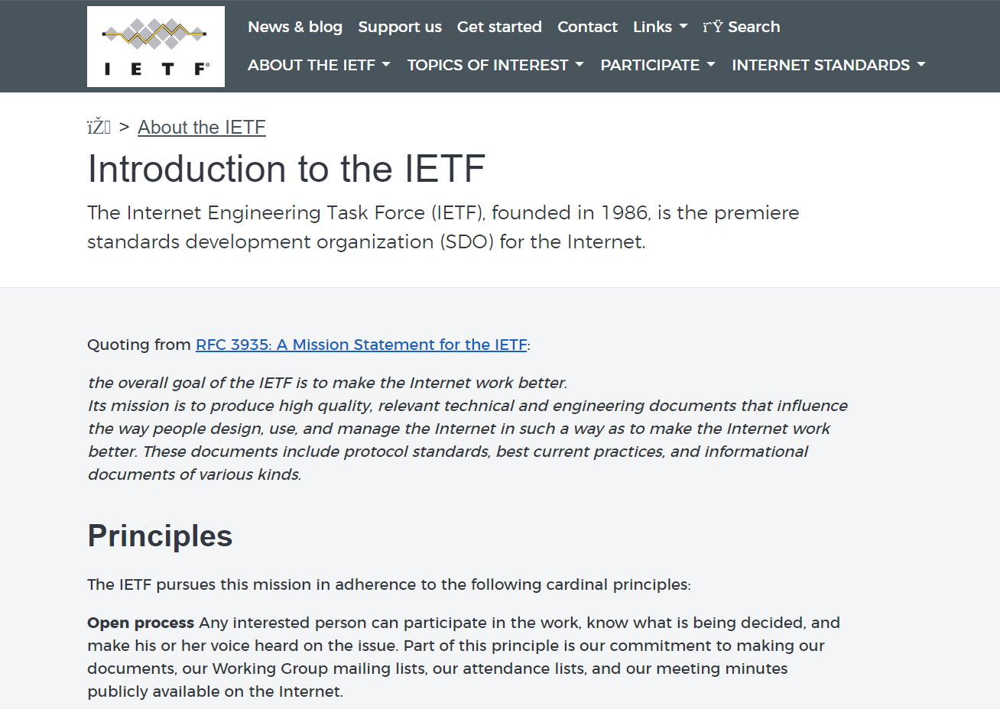 IETF®
News & blog Support us Get started Contact Links Search
ABOUT THE IETF TOPICS OF INTEREST PARTICIPATE INTERNET STANDARDS
> About the IETF
Introduction to the IETF
The Internet Engineering Task Force (IETF), founded in 1986, is the premiere
standards development organization (SDO) for the Internet.
Quoting from RFC 3935: A Mission Statement for the IETF:
the overall goal of the IETF is to make the Internet work better.
Its mission is to produce high quality, relevant technical and engineering documents that influence
the way people design, use, and manage the Internet in such a way as to make the Internet work
better. These documents include protocol standards, best current practices, and informational
documents of various kinds.
Principles
The IETF pursues this mission in adherence to the following cardinal principles:
Open process Any interested person can participate in the work, know what is being decided, and
make his or her voice heard on the issue. Part of this principle is our commitment to making our
documents, our Working Group mailing lists, our attendance lists, and our meeting minutes
publicly available on the Internet.